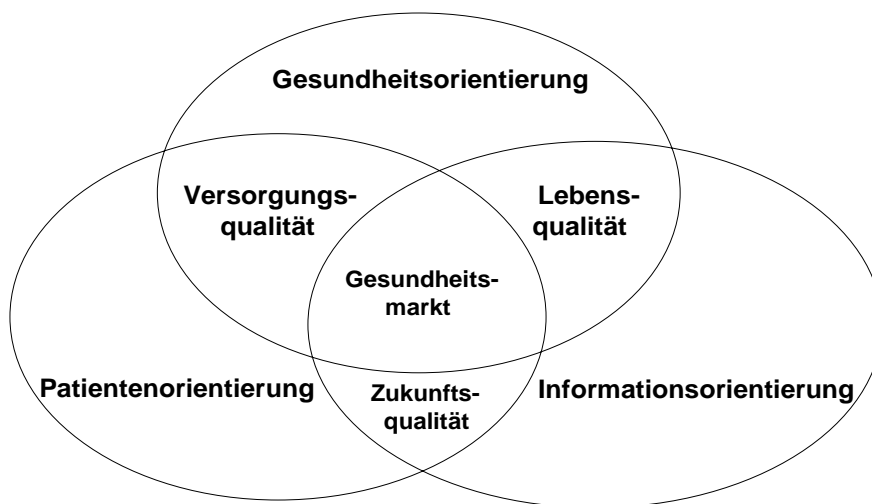 Gesundheitsorientierung
Versorgungs-
qualität
Lebens-
qualität
Gesundheits-
markt
Patientenorientierung
Zukunfts-
qualität
Informationsorientierung